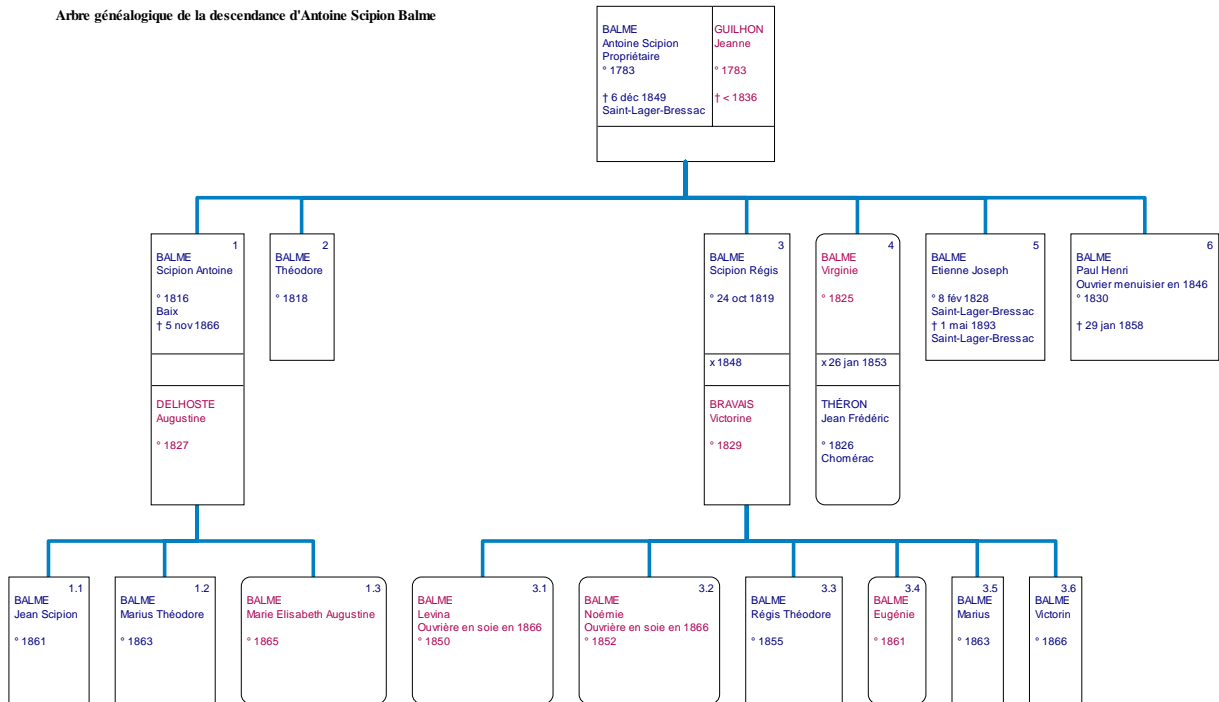 Arbre généalogique de la descendance d'Antoine Scipion Balme
BALME
Antoine Scipion
Propriétaire
° 1783
† 6 déc 1849
Saint-Lager-Bressac
GUILHON
Jeanne
° 1783
† < 1836
1
BALME
Scipion Antoine
° 1816
Baix
† 5 nov 1866
DELHOSTE
Augustine
° 1827
2
BALME
Théodore
° 1818
3
BALME
Scipion Régis
° 24 oct 1819
x 1848
BRAVAIS
Victorine
° 1829
4
BALME
Virginie
° 1825
x 26 jan 1853
THÉRON
Jean Frédéric
° 1826
Chomérac
5
BALME
Etienne Joseph
° 8 fév 1828
Saint-Lager-Bressac
† 1 mai 1893
Saint-Lager-Bressac
6
BALME
Paul Henri
Ouvrier menuisier en 1846
° 1830
† 29 jan 1858
1.1
BALME
Jean Scipion
° 1861
1.2
BALME
Marius Théodore
° 1863
1.3
BALME
Marie Elisabeth Augustine
° 1865
3.1
BALME
Levina
Ouvrière en soie en 1866
° 1850
3.2
BALME
Noémie
Ouvrière en soie en 1866
° 1852
3.3
BALME
Régis Théodore
° 1855
3.4
BALME
Eugénie
° 1861
3.5
BALME
Marius
° 1863
3.6
BALME
Victorin
° 1866